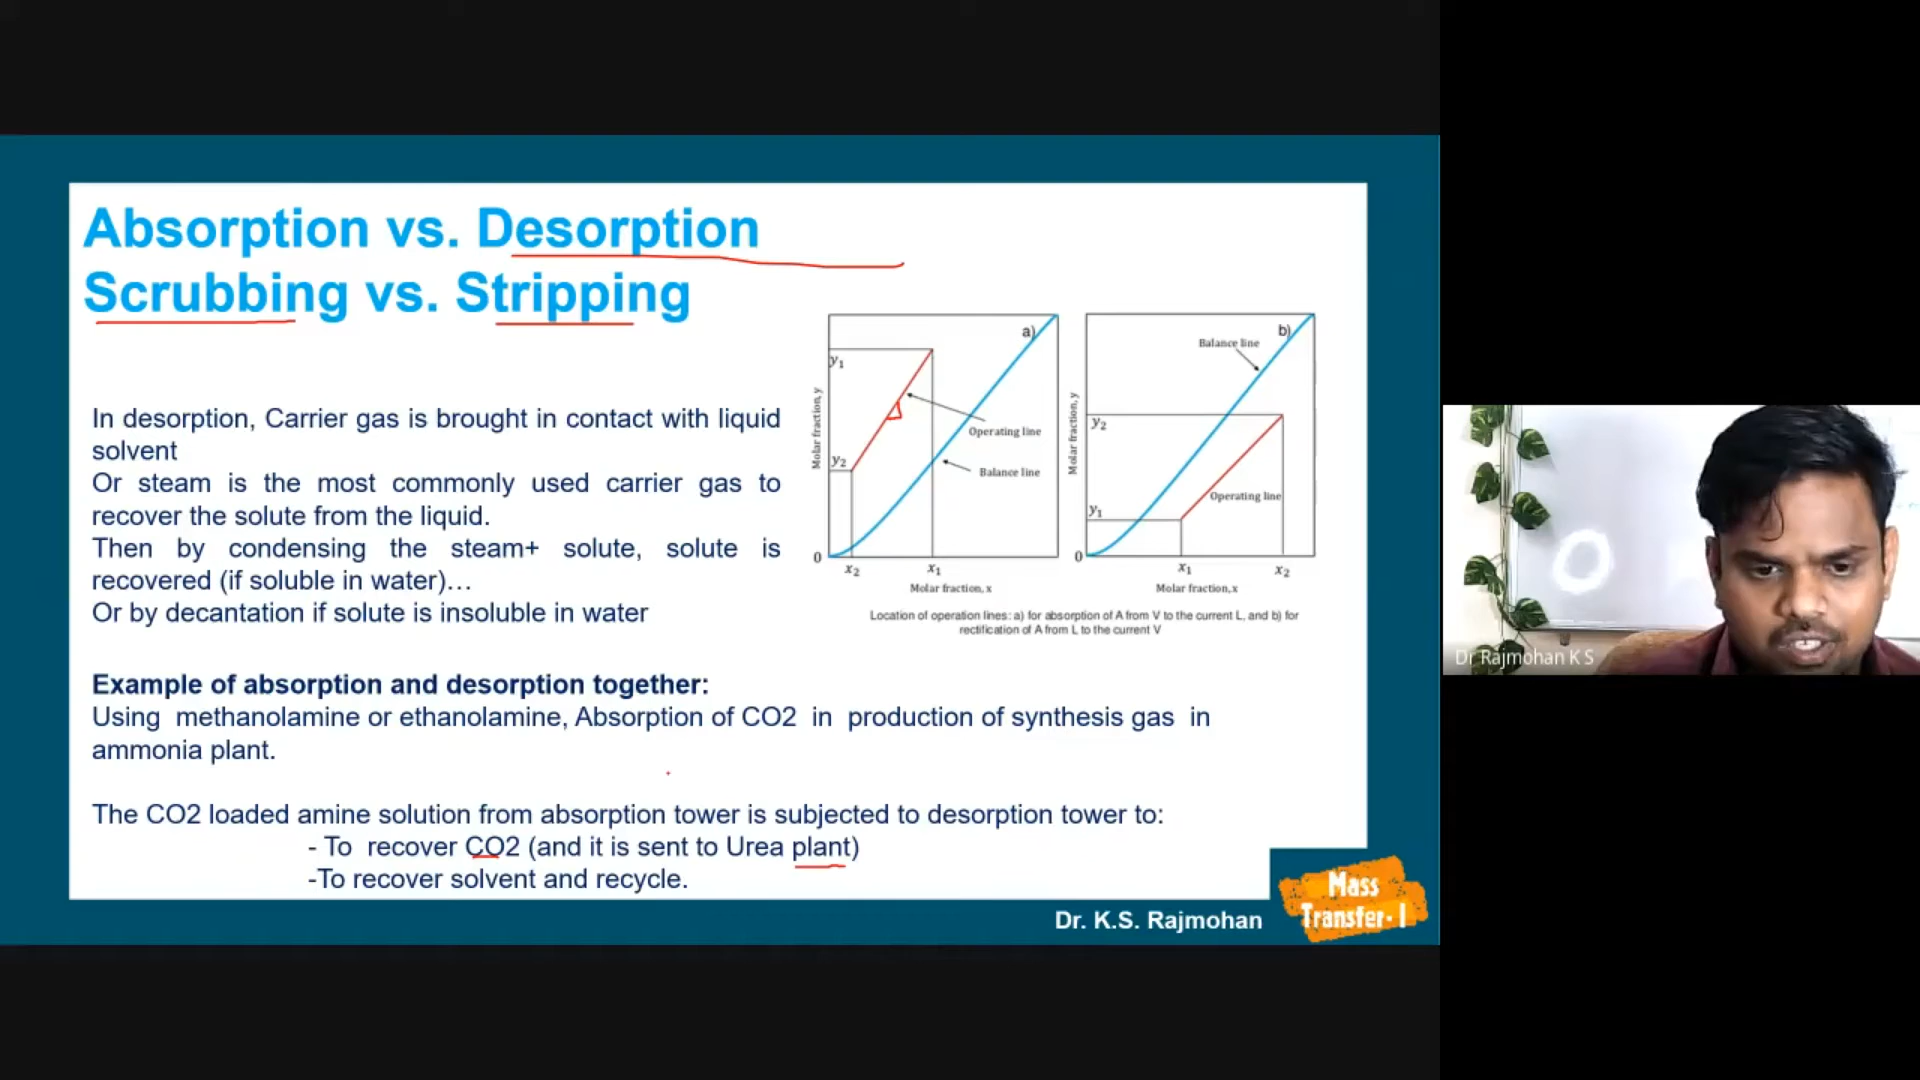 Absorption vs. Desorption
Scrubbing vs. Stripping
In desorption, Carrier gas is brought in contact with liquid
solvent
Or steam is the most commonly used carrier gas to
recover the solute from the liquid.
Then by condensing the steam+ solute, solute is
recovered (if soluble in water)…
Or by decantation if solute is insoluble in water
a)
y1
y2
Molar fraction, y
Operating line
Balance line
0
x2
x1
Molar fraction, x
b)
Balance line
y2
Molar fraction, y
Operating line
y1
0
x1
x2
Molar fraction,x
Location of operation lines: a) for absorption of A from V to the current L, and b) for
rectification of A from L to the current V
Example of absorption and desorption together:
Using methanolamine or ethanolamine, Absorption of CO2 in production of synthesis gas in
ammonia plant.
The CO2 loaded amine solution from absorption tower is subjected to desorption tower to:
- To recover CO2 (and it is sent to Urea plant)
-To recover solvent and recycle.
Dr. K.S. Rajmohan
Mass
Transfer- I
Dr Rajmohan K S